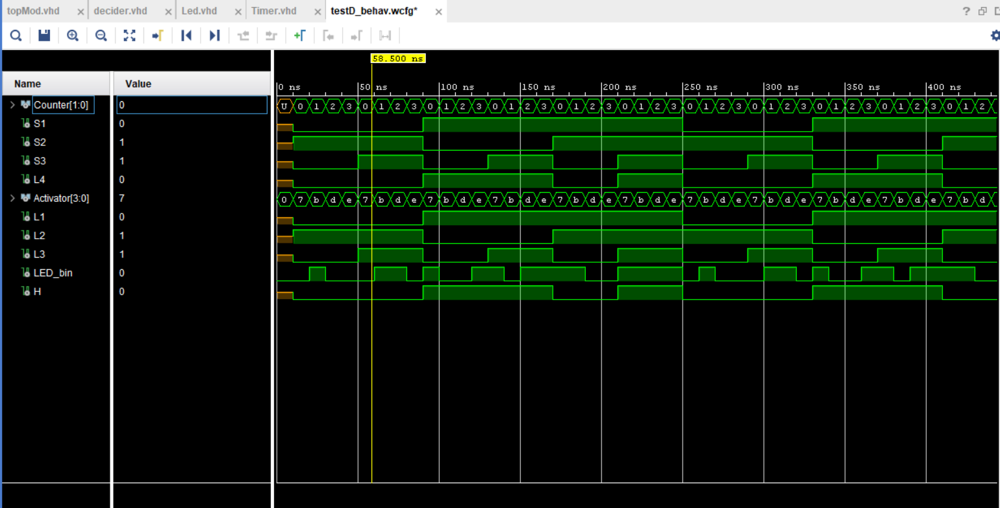 topMod.vhd × decider.vhd × Led.vhd × Timer.vhd × testD_behav.wcfg* ×
58.500 ns
Name Value 0 ns 50 ns 100 ns 150 ns 200 ns 250 ns 300 ns 350 ns 400 ns
Counter[1:0] 0 U 0 1 2 3 0 1 2 3 0 1 2 3 0 1 2 3 0 1 2 3 0 1 2 3 0 1 2 3 0 1 2 3 0 1 2 3 0 1 2 3 0 1 2
S1 0
S2 1
S3 1
L4 0
Activator[3:0] 7 0 7 b d e 7 b d e 7 b d e 7 b d e 7 b d e 7 b d e 7 b d e 7 b d e 7 b d e 7 b d e 7 b d
L1 0
L2 1
L3 1
LED_bin 0
H 0